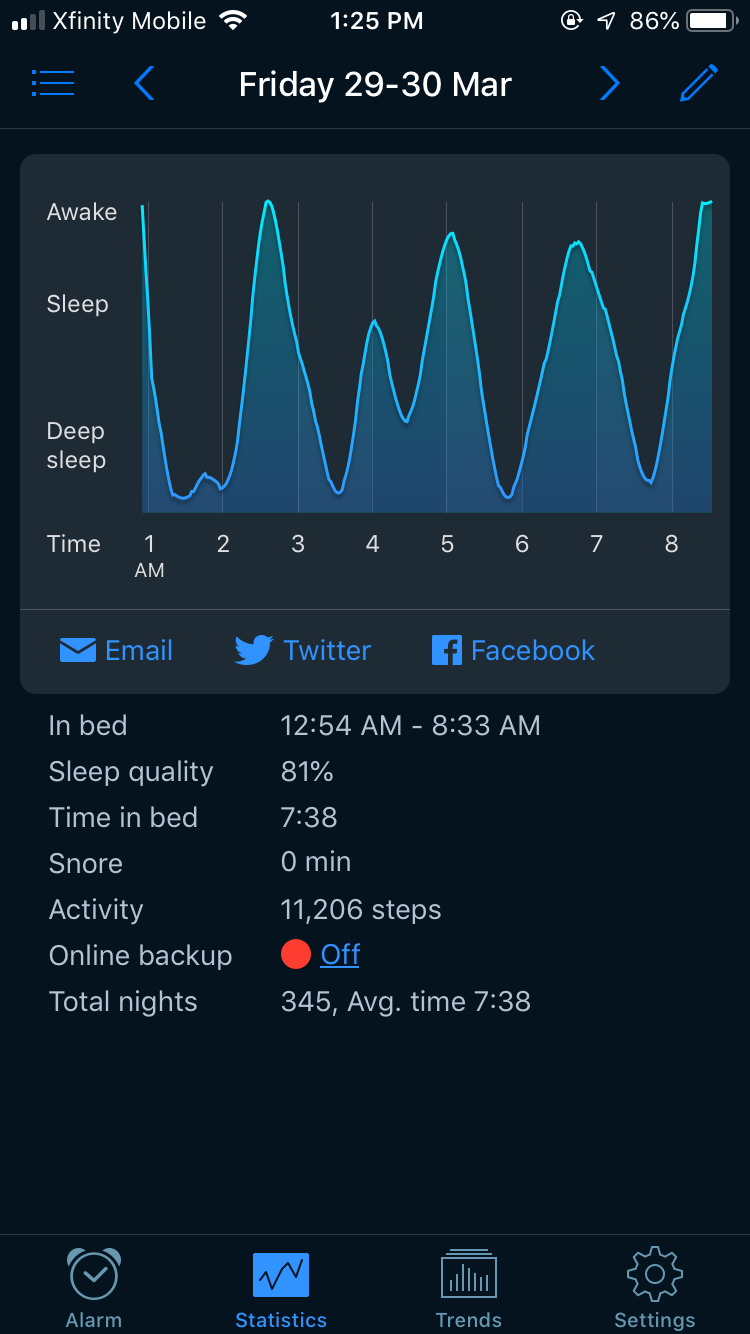 Xfinity Mobile 1:25 PM 86%
Friday 29-30 Mar
Awake
Sleep
Deep
sleep
Time 1 2 3 4 5 6 7 8
AM
Email Twitter Facebook
In bed 12:54 AM - 8:33 AM
Sleep quality 81%
Time in bed 7:38
Snore 0 min
Activity 11,206 steps
Online backup Off
Total nights 345, Avg. time 7:38
Alarm Statistics Trends Settings